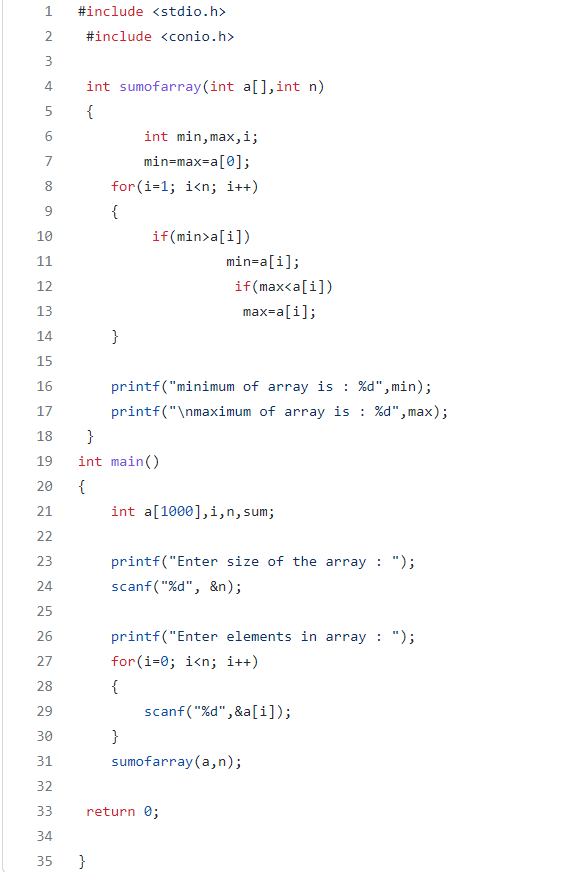 1 #include <stdio.h>
2 #include <conio.h>
3
4 int sumofarray(int a[],int n)
5 {
6 int min,max,i;
7 min=max=a[0];
8 for(i=1; i<n; i++)
9 {
10 if(min>a[i])
11 min=a[i];
12 if(max<a[i])
13 max=a[i];
14 }
15
16 printf("minimum of array is : %d",min);
17 printf("\nmaximum of array is : %d",max);
18 }
19 int main()
20 {
21 int a[1000],i,n,sum;
22
23 printf("Enter size of the array : ");
24 scanf("%d", &n);
25
26 printf("Enter elements in array : ");
27 for(i=0; i<n; i++)
28 {
29 scanf("%d",&a[i]);
30 }
31 sumofarray(a,n);
32
33 return 0;
34
35 }